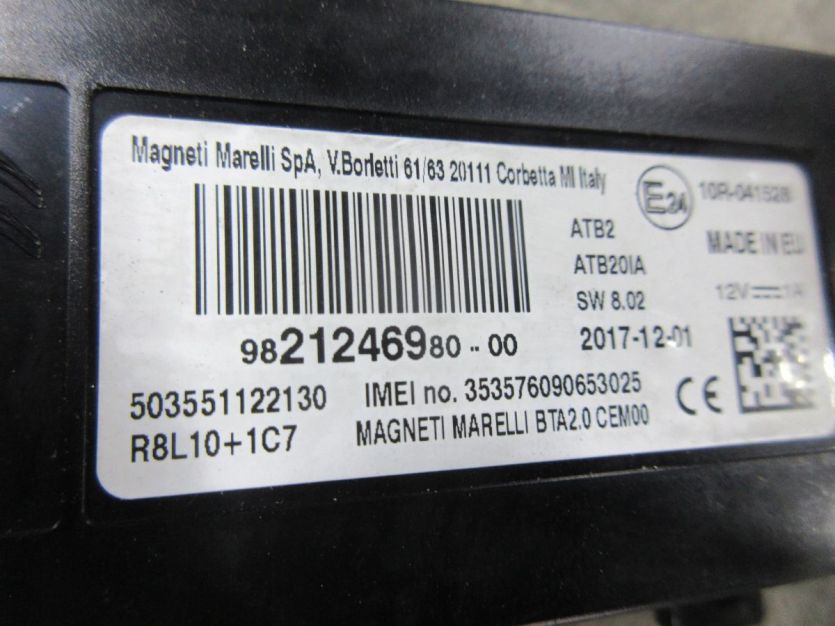 Magneti Marelli SpA, V.Borletti 61/63 20111 Corbetta MI Italy
E24
10R-041528
ATB2
MADE IN EU
ATB20IA
12V 1A
SW 8.02
2017-12-01
9821246980-00
503551122130
IMEI no. 353576090653025
CE
R8L10+1C7
MAGNETI MARELLI BTA2.0 CEM00